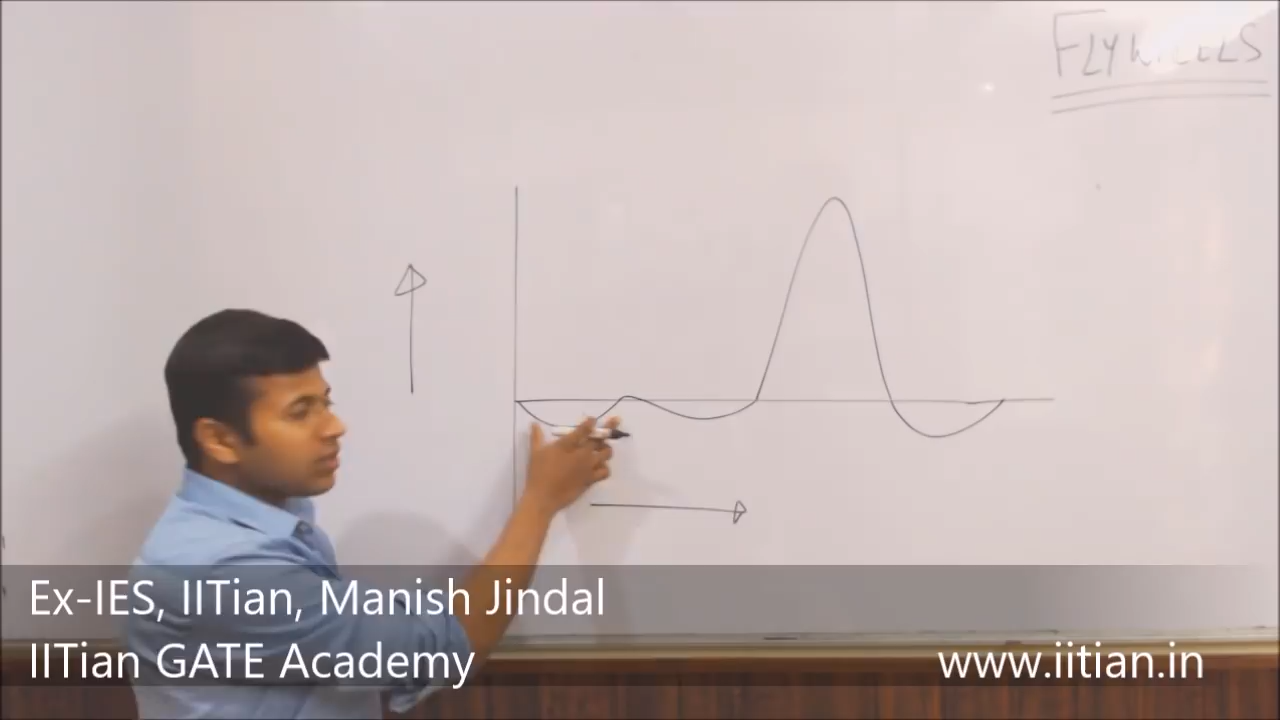 FLYWHEELS
Ex-IES, IITian, Manish Jindal
IITian GATE Academy
www.iitian.in